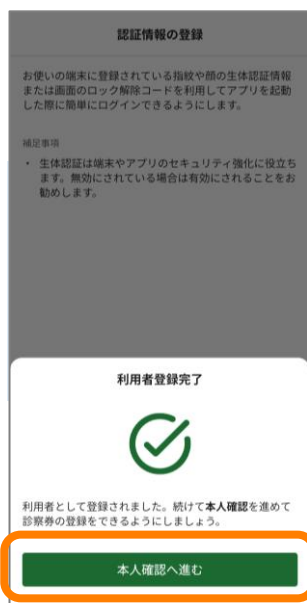 認証情報の登録
お使いの端末に登録されている指紋や顔の生体認証情報
または画面のロック解除コードを利用してアプリを起動
した際に簡単にログインできるようにします。
補足事項
・ 生体認証は端末やアプリのセキュリティ強化に役立ち
ます。無効にされている場合は有効にされることをお
勧めします。
利用者登録完了
利用者として登録されました。続けて本人確認を進めて
診察券の登録をできるようにしましょう。
本人確認へ進む